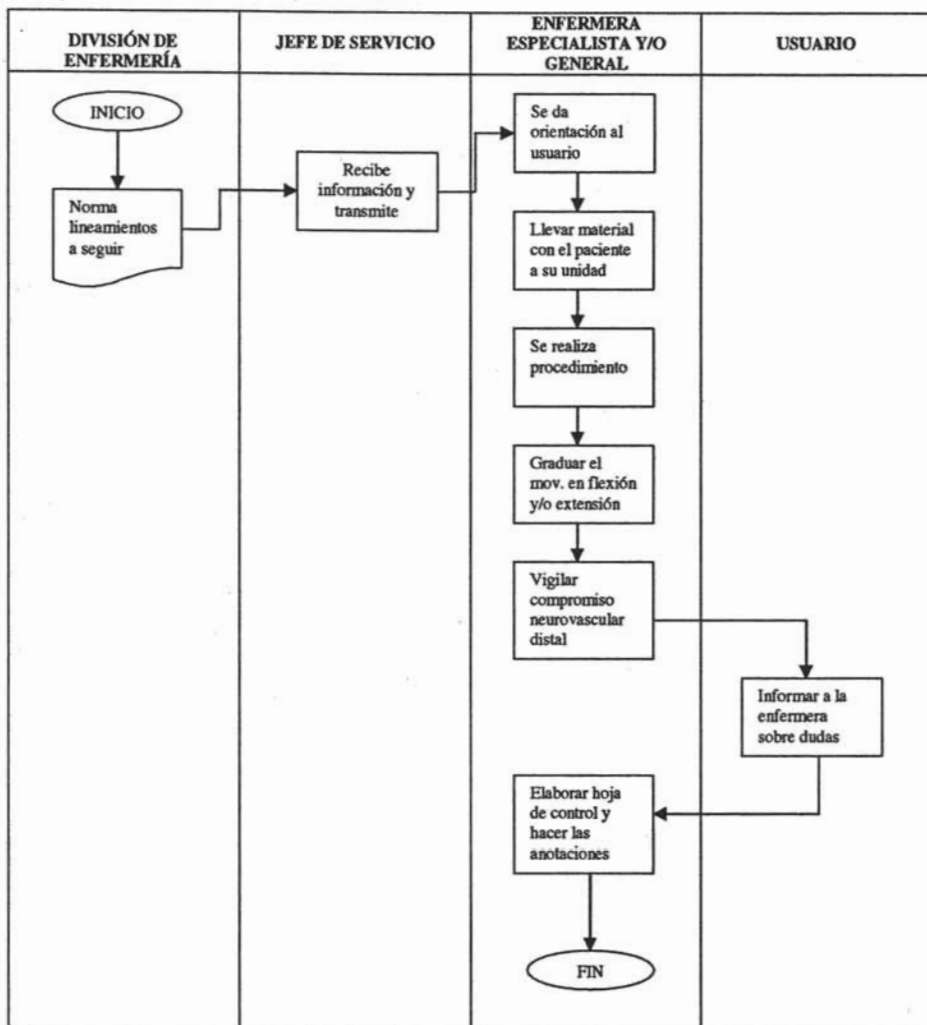 DIVISIÓN DE
ENFERMERÍA
JEFE DE SERVICIO
ENFERMERA
ESPECIALISTA Y/O
GENERAL
USUARIO
INICIO
Norma
lineamientos
a seguir
Recibe
información y
transmite
Se da
orientación al
usuario
Llevar material
con el paciente
a su unidad
Se realiza
procedimiento
Graduar el
mov. en flexión
y/o extensión
Vigilar
compromiso
neurovascular
distal
Informar a la
enfermera
sobre dudas
Elaborar hoja
de control y
hacer las
anotaciones
FIN